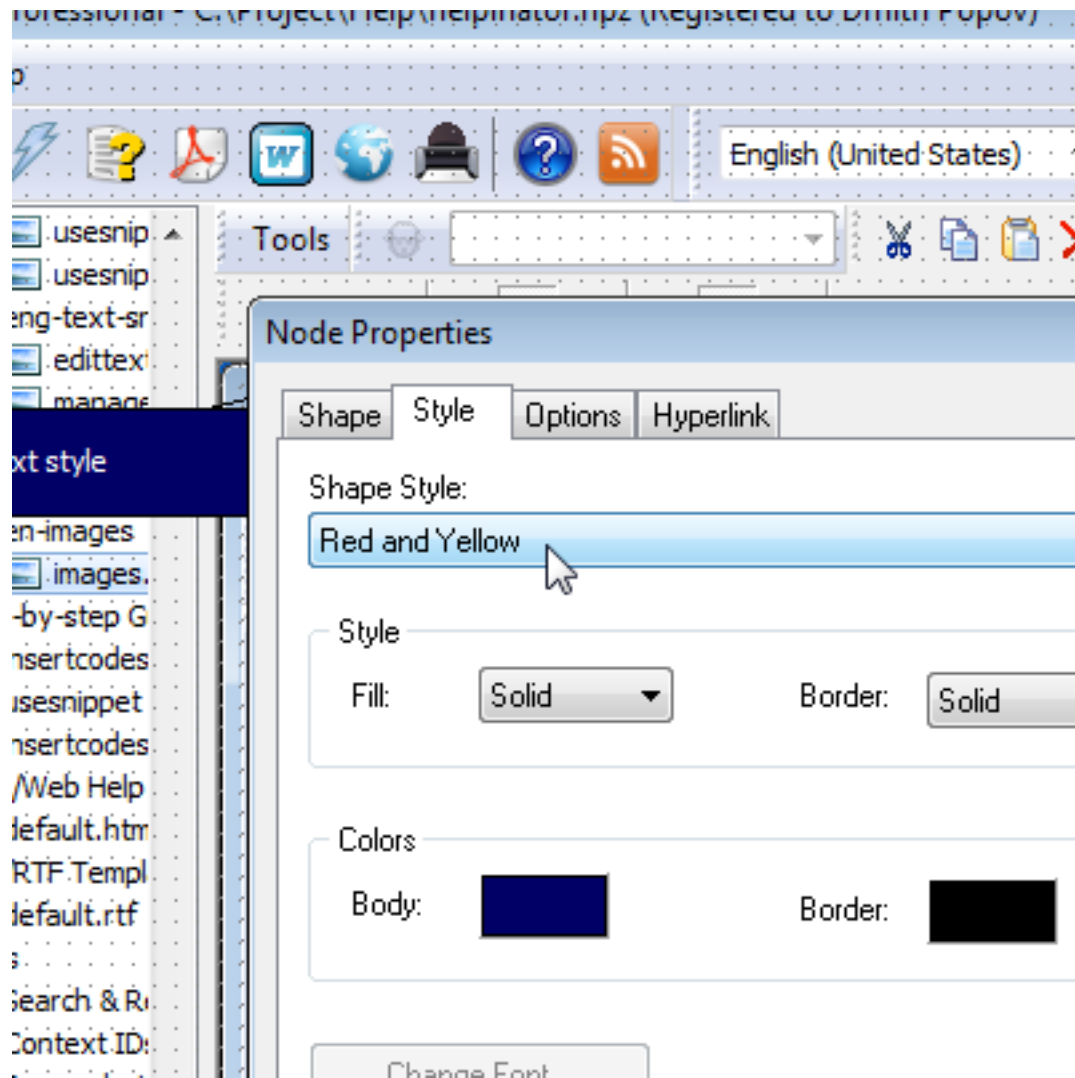 C:\Project\Help\helpinator.hpz (Registered to Dmith Popov)
W
English (United States)
usesnip
Tools
usesnip
eng-text-sr
edittext
Node Properties
manage
Shape Style Options Hyperlink
xt style
Shape Style:
en-images
Red and Yellow
images.
-by-step G
Style
nsertcodes
Fill: Solid Border: Solid
usesnippet
nsertcodes
/Web Help
Colors
default.htm
RTF Templ
Body: Border:
default.rtf
s
Search & Re
Context IDs
Change Font